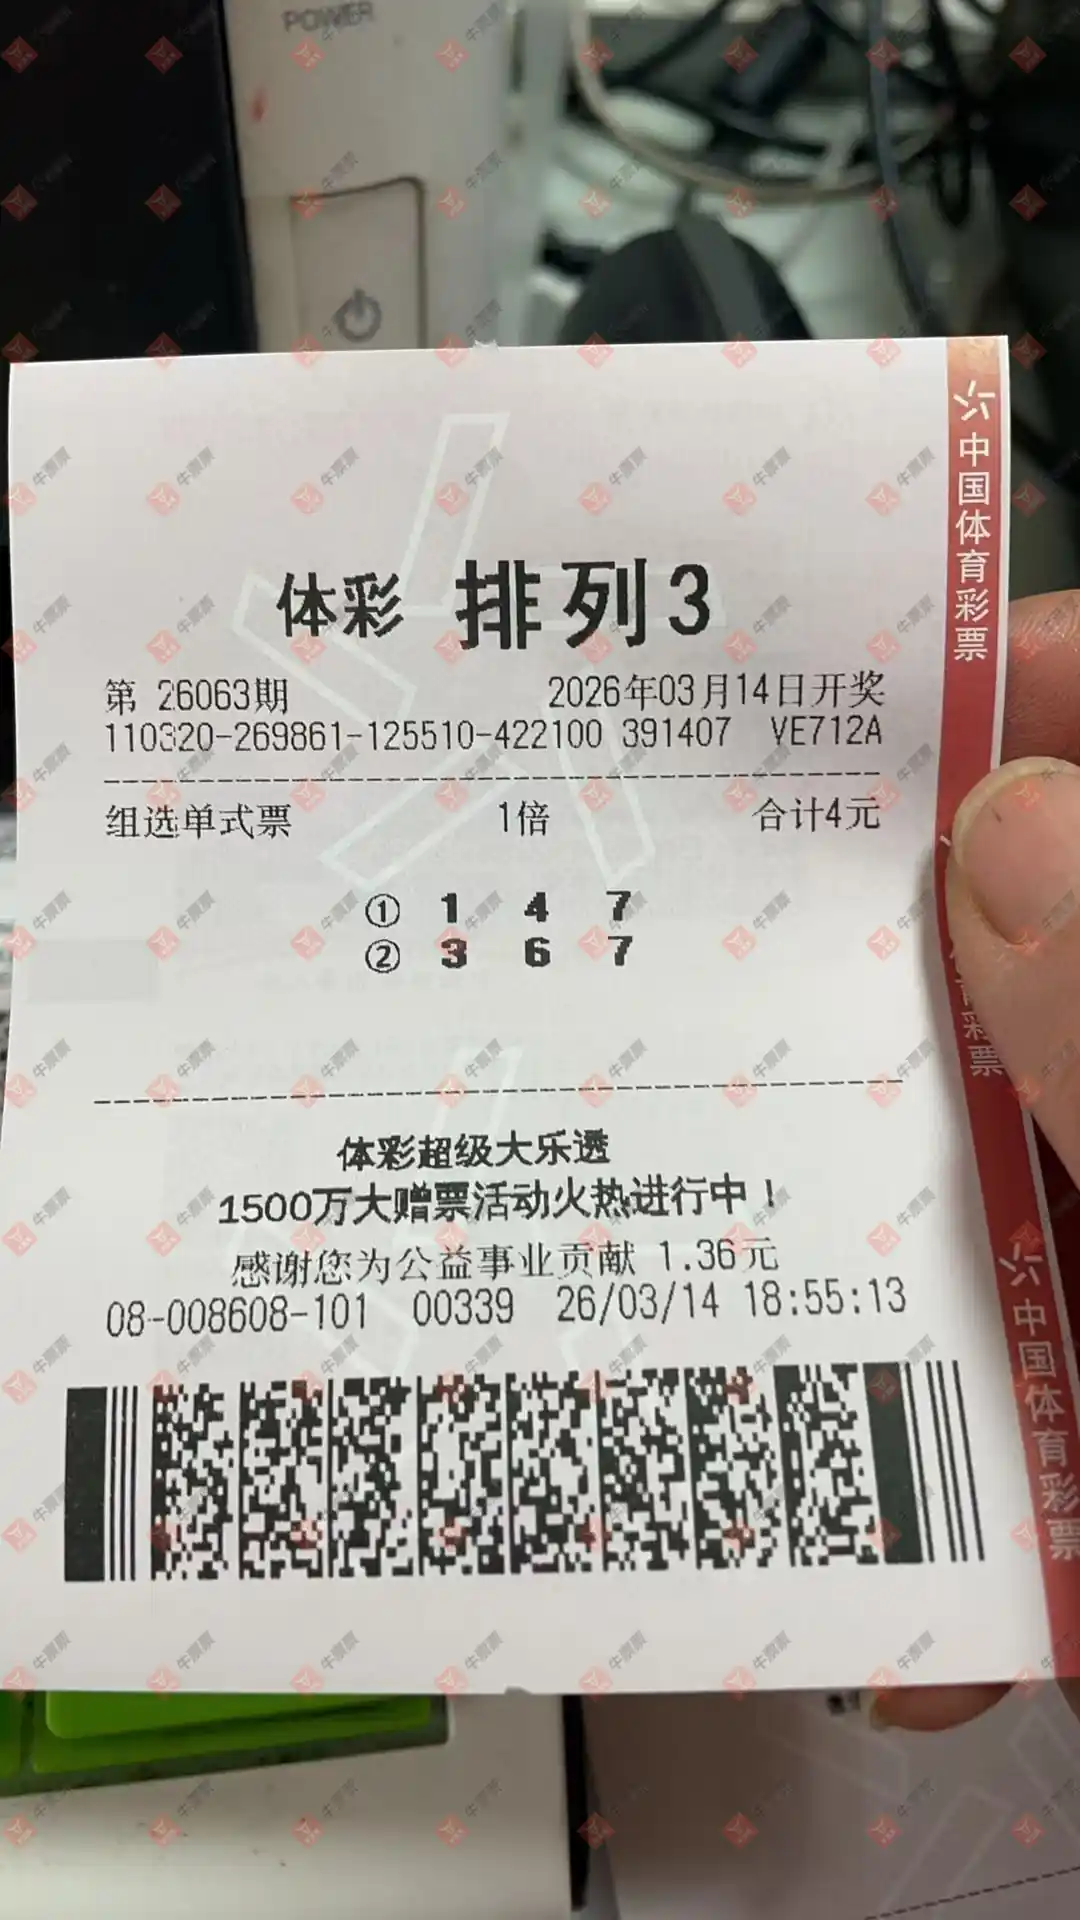 POWER
中国体育彩票
体彩 排列3
第 26063期 2026年03月14日开奖
110320-269861-125510-422100 391407 VE712A
组选单式票 1倍 合计4元
① 1 4 7
② 3 6 7
体彩超级大乐透
1500万大赠票活动火热进行中！
感谢您为公益事业贡献 1.36元
08-008608-101 00339 26/03/14 18:55:13
彩票
中国体育彩票
牛票票